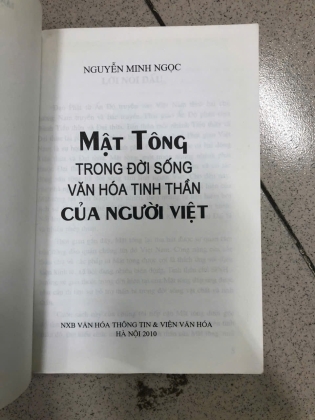 NGUYỄN MINH NGỌC
MẬT TÔNG
TRONG ĐỜI SỐNG
VĂN HÓA TINH THẦN
CỦA NGƯỜI VIỆT
NXB VĂN HÓA THÔNG TIN & VIỆN VĂN HÓA
HÀ NỘI 2010